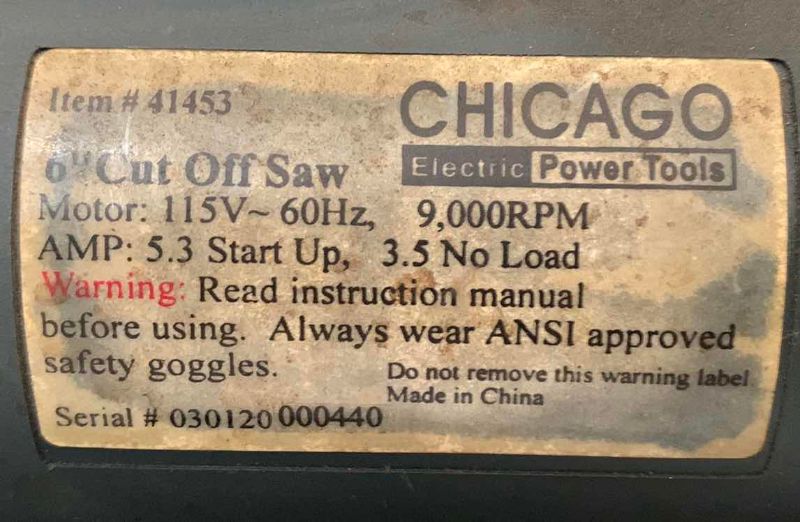 Item # 41453
CHICAGO
Electric Power Tools
6" Cut Off Saw
Motor: 115V~ 60Hz, 9,000RPM
AMP: 5.3 Start Up, 3.5 No Load
Warning: Read instruction manual
before using. Always wear ANSI approved
safety goggles.
Do not remove this warning label
Made in China
Serial # 030120000440